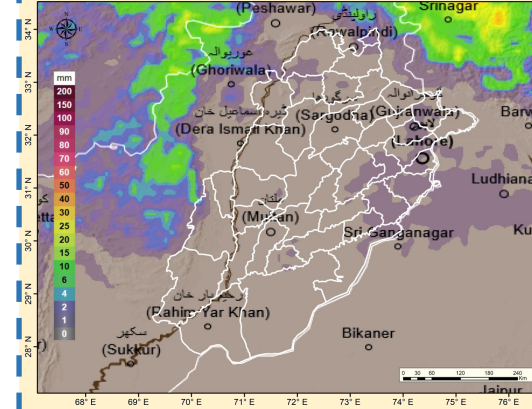 (Peshawar)
راولپنڈی
(Rawalpindi)
Srinagar
34° N
N
W
E
S
غوریوالہ
(Ghoriwala)
33° N
mm
200
150
100
90
80
70
60
50
40
30
25
20
15
10
6
4
2
1
0
ڈیرہ اسماعیل خان
(Dera Ismail Khan)
سرگودھا
(Sargodha)
گوجرانوالہ
(Gujranwala)
لاہور
(Lahore)
32° N
31° N
Ludhiana
ملتان
(Multan)
Sri Ganganagar
30° N
29° N
رحیم یار خان
(Rahim Yar Khan)
سکھر
(Sukkur)
28° N
Bikaner
0 30 60 120 180 240
Km
Jaipur
68° E 69° E 70° E 71° E 72° E 73° E 74° E 75° E 76° E